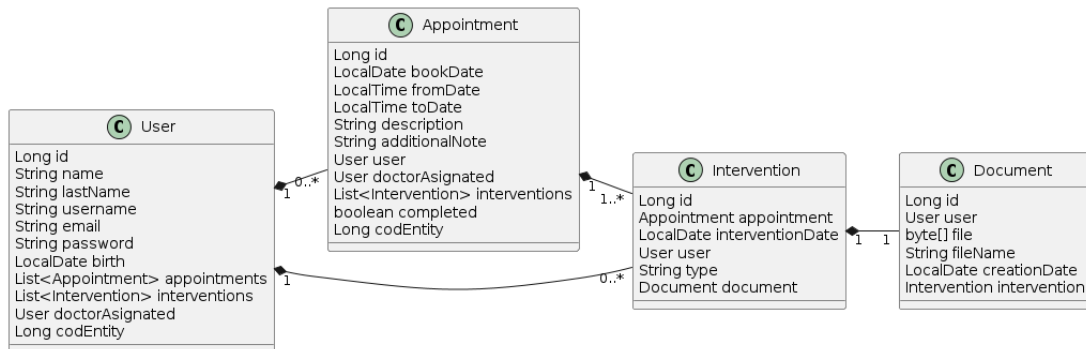 C User
Long id
String name
String lastName
String username
String email
String password
LocalDate birth
List<Appointment> appointments
List<Intervention> interventions
User doctorAsignated
Long codEntity
C Appointment
Long id
LocalDate bookDate
LocalTime fromDate
LocalTime toDate
String description
String additionalNote
User user
User doctorAsignated
List<Intervention> interventions
boolean completed
Long codEntity
C Intervention
Long id
Appointment appointment
LocalDate interventionDate
User user
String type
Document document
C Document
Long id
User user
byte[] file
String fileName
LocalDate creationDate
Intervention intervention
1
0..*
1
1..*
1
0..*
1
1